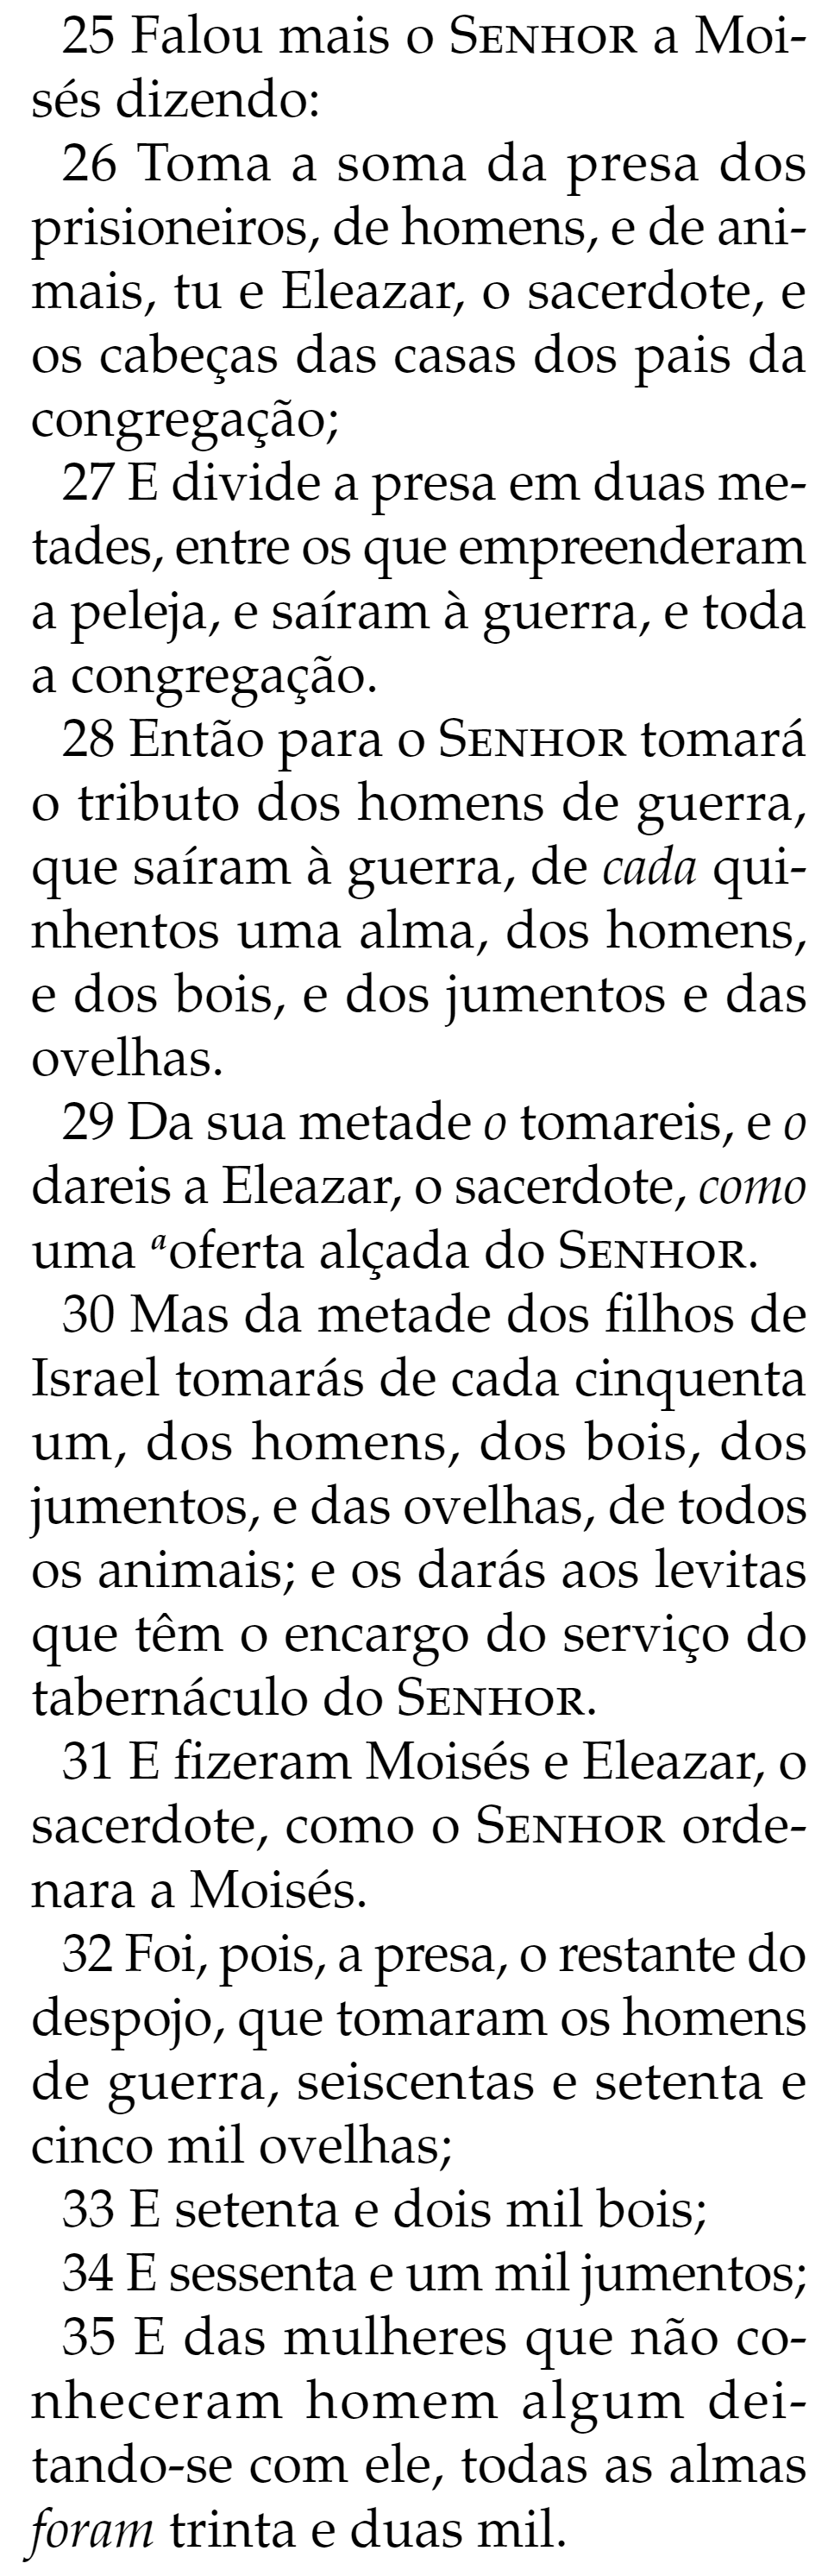 25 Falou mais o SENHOR a Moi-
sés dizendo:
26 Toma a soma da presa dos
prisioneiros, de homens, e de ani-
mais, tu e Eleazar, o sacerdote, e
os cabeças das casas dos pais da
congregação;
27 E divide a presa em duas me-
tades, entre os que empreenderam
a peleja, e saíram à guerra, e toda
a congregação.
28 Então para o SENHOR tomará
o tributo dos homens de guerra,
que saíram à guerra, de cada qui-
nhentos uma alma, dos homens,
e dos bois, e dos jumentos e das
ovelhas.
29 Da sua metade o tomareis, e o
dareis a Eleazar, o sacerdote, como
uma ᵃoferta alçada do SENHOR.
30 Mas da metade dos filhos de
Israel tomarás de cada cinquenta
um, dos homens, dos bois, dos
jumentos, e das ovelhas, de todos
os animais; e os darás aos levitas
que têm o encargo do serviço do
tabernáculo do SENHOR.
31 E fizeram Moisés e Eleazar, o
sacerdote, como o SENHOR orde-
nara a Moisés.
32 Foi, pois, a presa, o restante do
despojo, que tomaram os homens
de guerra, seiscentas e setenta e
cinco mil ovelhas;
33 E setenta e dois mil bois;
34 E sessenta e um mil jumentos;
35 E das mulheres que não co-
nheceram homem algum dei-
tando-se com ele, todas as almas
foram trinta e duas mil.